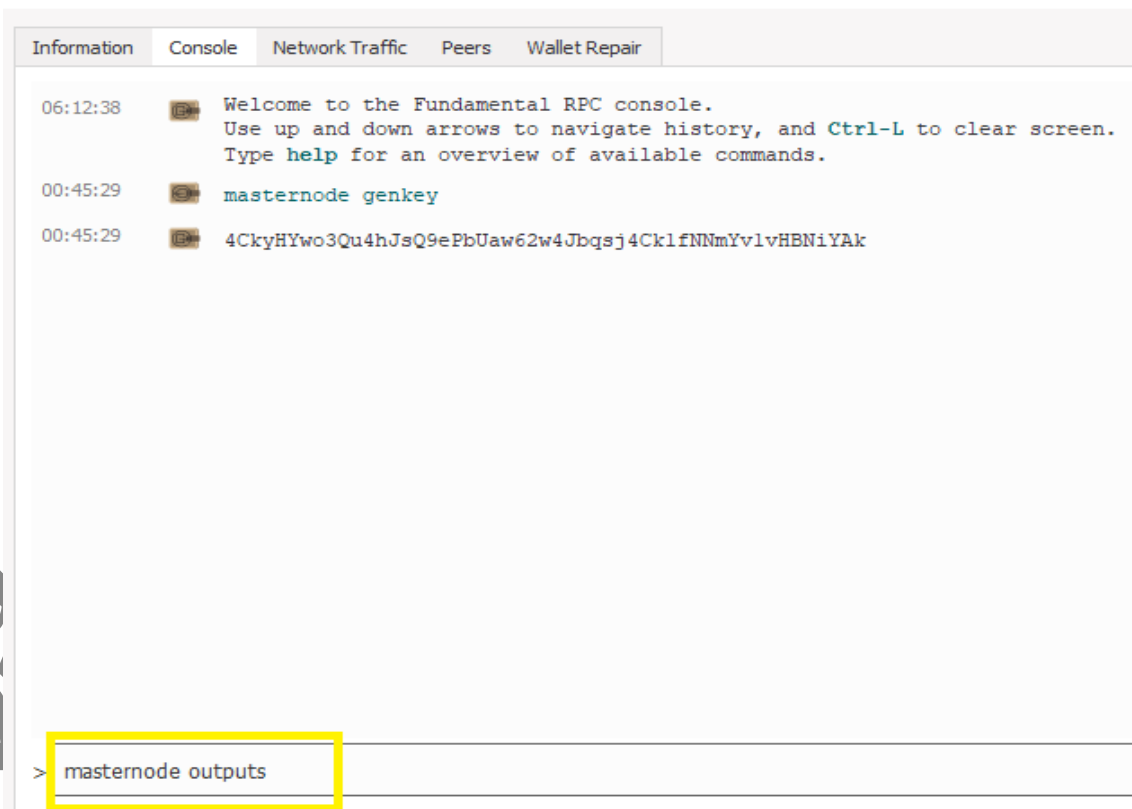 Information Console Network Traffic Peers Wallet Repair
06:12:38 Welcome to the Fundamental RPC console.
Use up and down arrows to navigate history, and Ctrl-L to clear screen.
Type help for an overview of available commands.
00:45:29 masternode genkey
00:45:29 4CkyHYwo3Qu4hJsQ9ePbUaw62w4Jbqsj4Ck1fNNmYv1vHBNiYAk
> masternode outputs